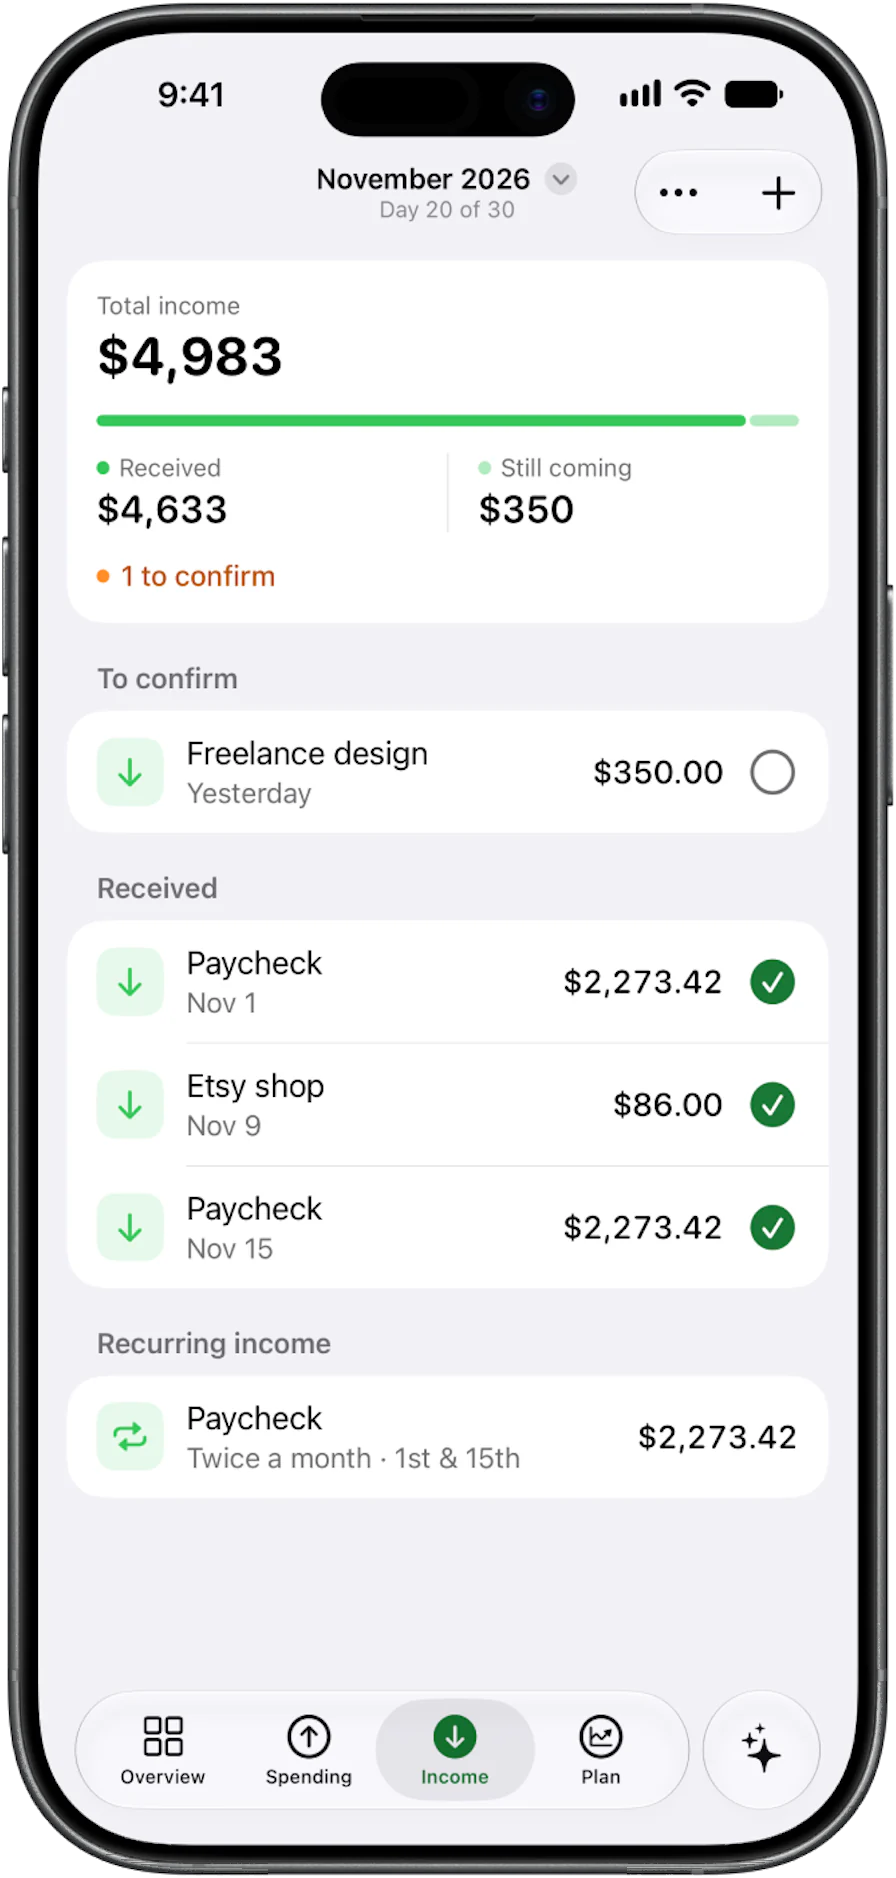 9:41
November 2026
Day 20 of 30
Total income
$4,983
Received
$4,633
Still coming
$350
1 to confirm
To confirm
Freelance design
Yesterday
$350.00
Received
Paycheck
Nov 1
$2,273.42
Etsy shop
Nov 9
$86.00
Paycheck
Nov 15
$2,273.42
Recurring income
Paycheck
Twice a month · 1st & 15th
$2,273.42
Overview
Spending
Income
Plan